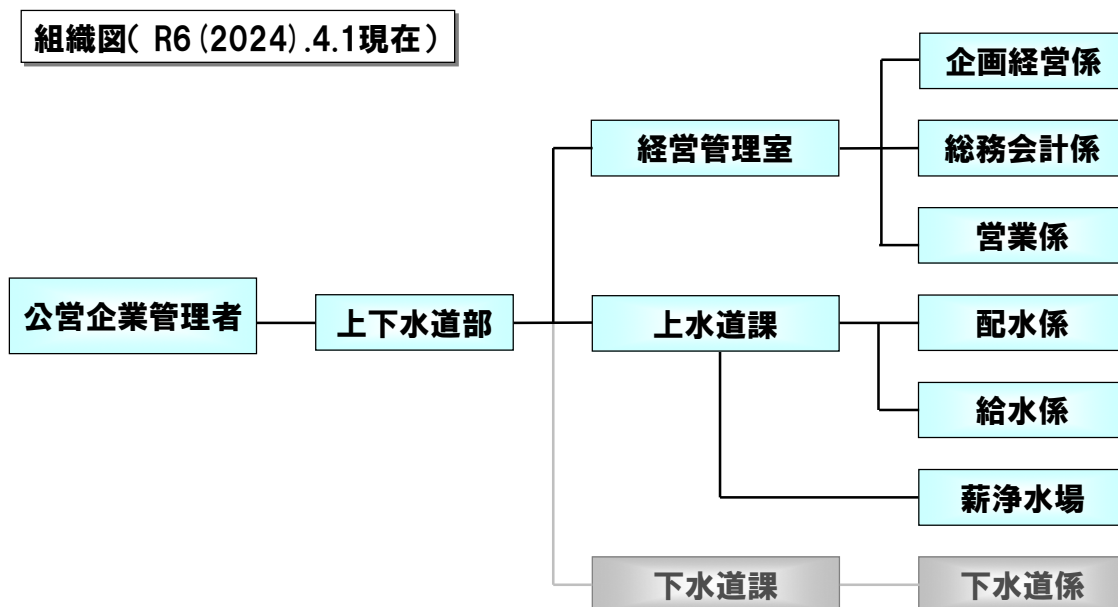 組織図( R6(2024).4.1現在)
企画経営係
経営管理室
総務会計係
営業係
公営企業管理者
上下水道部
上水道課
配水係
給水係
薪浄水場
下水道課
下水道係